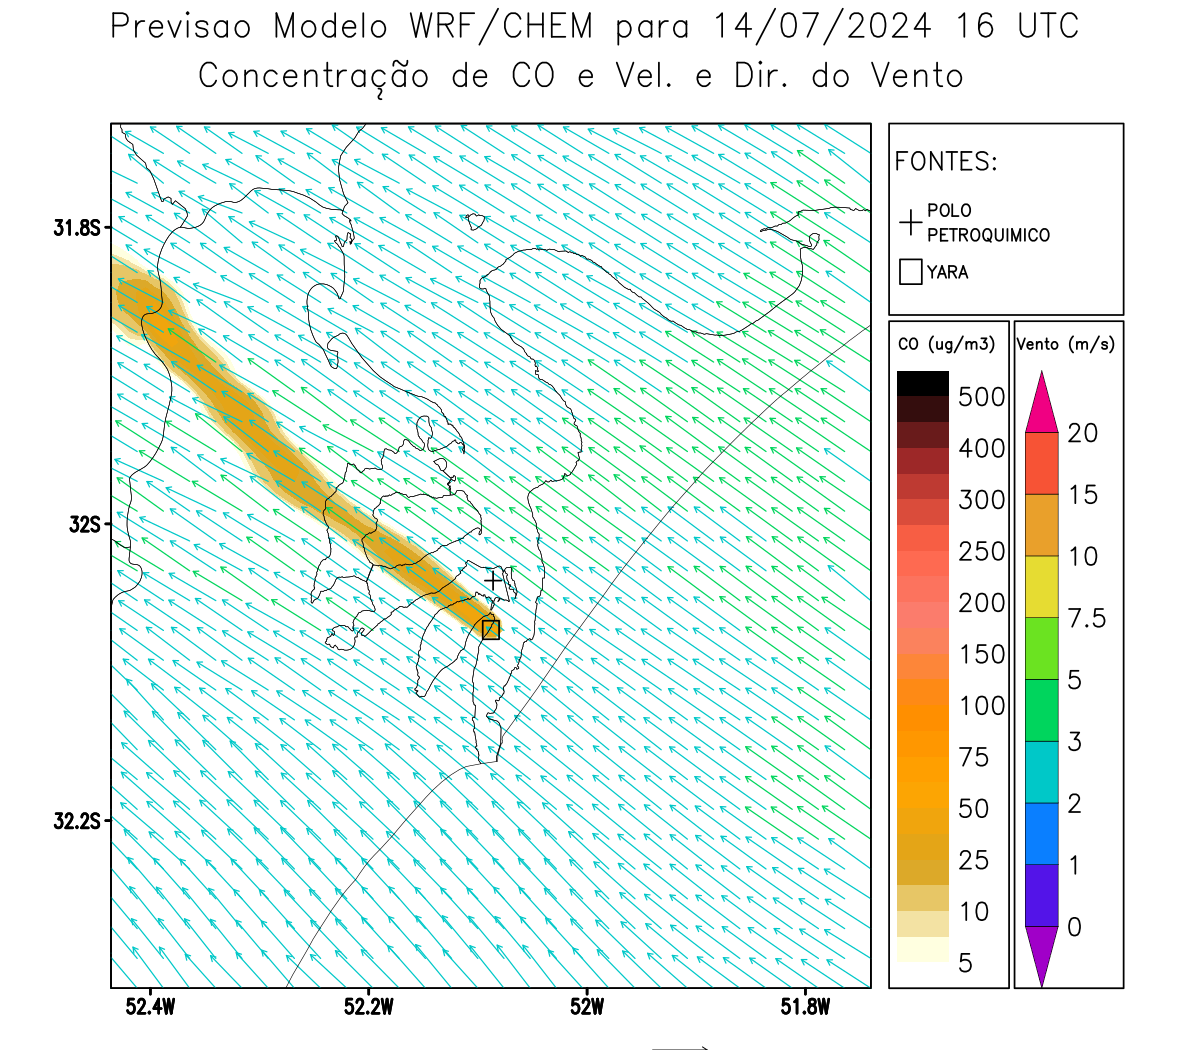 Previsao Modelo WRF/CHEM para 14/07/2024 16 UTC
Concentração de CO e Vel. e Dir. do Vento
FONTES:
POLO
PETROQUIMICO
YARA
CO (ug/m3)
500
400
300
250
200
150
100
75
50
25
10
5
Vento (m/s)
20
15
10
7.5
5
3
2
1
0
31.8S
32S
32.2S
52.4W
52.2W
52W
51.8W